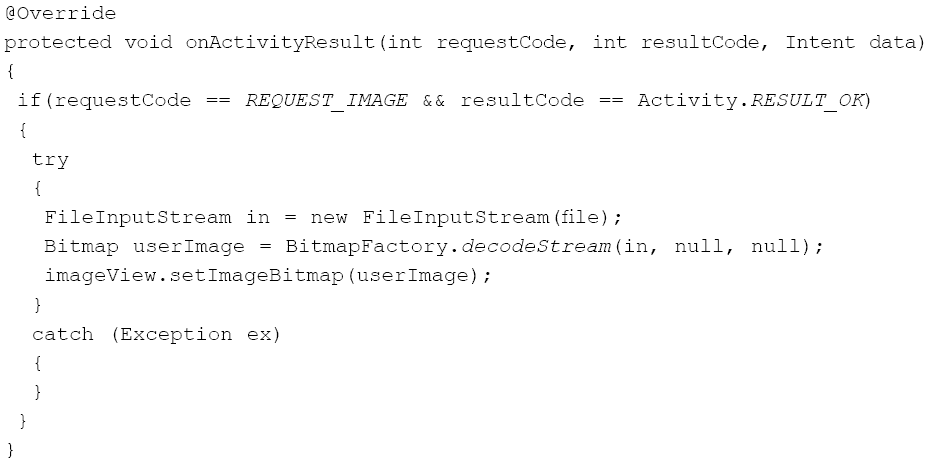 @Override
protected void onActivityResult(int requestCode, int resultCode, Intent data)
{
if(requestCode == REQUEST_IMAGE && resultCode == Activity.RESULT_OK)
{
try
{
FileInputStream in = new FileInputStream(file);
Bitmap userImage = BitmapFactory.decodeStream(in, null, null);
imageView.setImageBitmap(userImage);
}
catch (Exception ex)
{
}
}
}